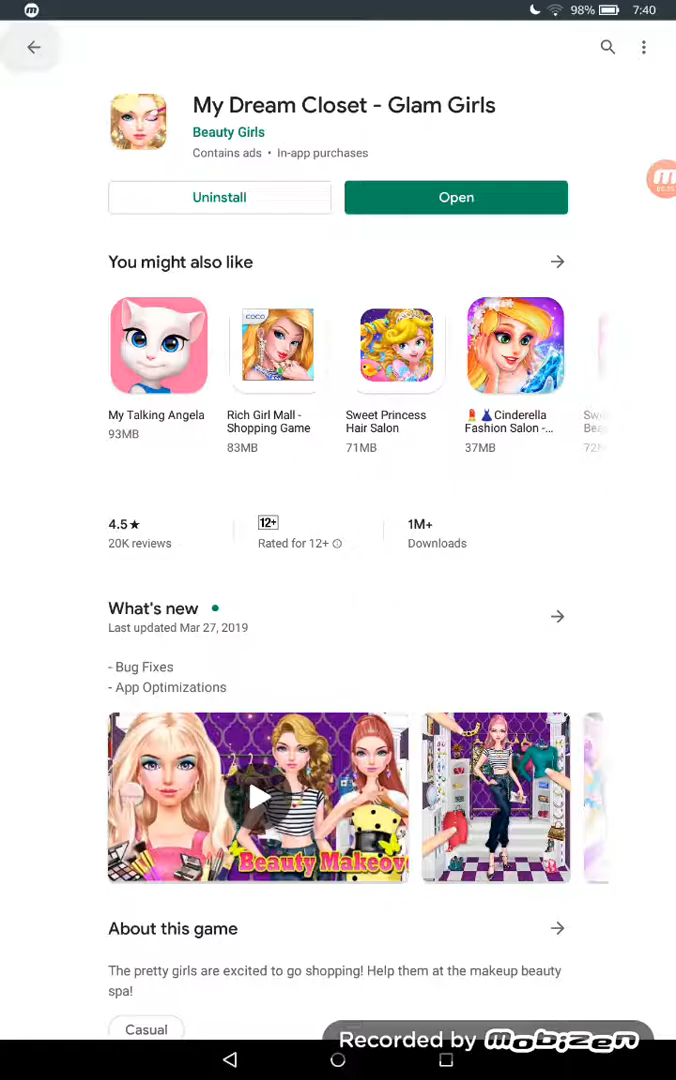 98% 7:40
My Dream Closet - Glam Girls
Beauty Girls
Contains ads • In-app purchases
Uninstall
Open
You might also like
COCO
My Talking Angela
93MB
Rich Girl Mall -
Shopping Game
83MB
Sweet Princess
Hair Salon
71MB
💄👗Cinderella
Fashion Salon -...
37MB
72
4.5★
20K reviews
12+
Rated for 12+
1M+
Downloads
What's new
Last updated Mar 27, 2019
- Bug Fixes
- App Optimizations
Beauty Makeov
About this game
The pretty girls are excited to go shopping! Help them at the makeup beauty
spa!
Casual
Recorded by mobizen